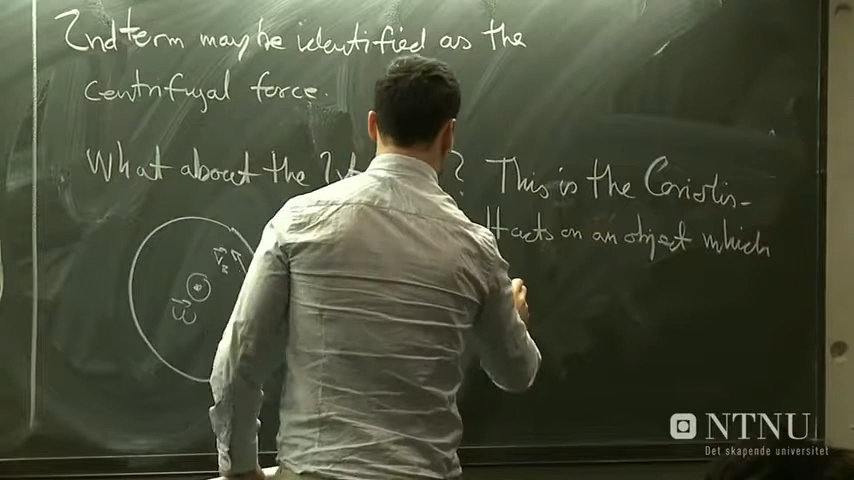 2nd term may be identified as the
centrifugal force.
What about the ? This is the Coriolis-
It acts on an object which
v_B
ω
NTNU
Det skapende universitet